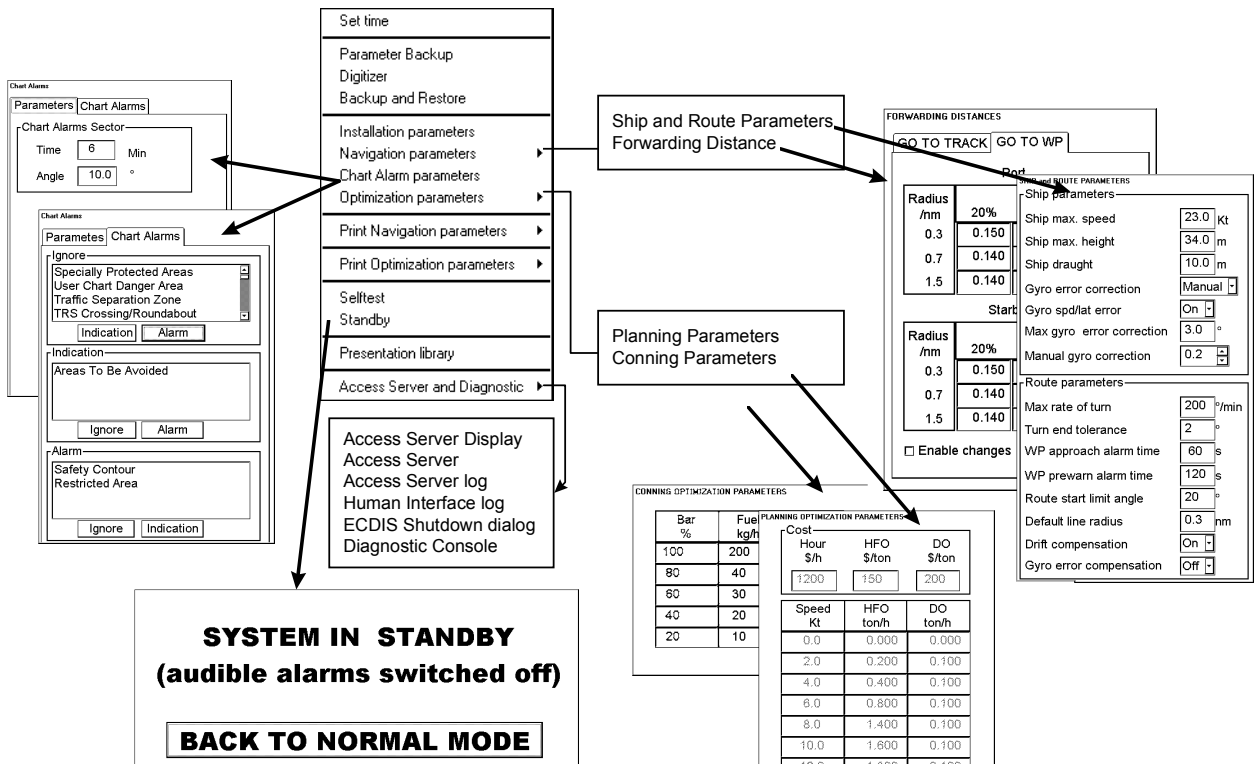 Set time
Parameter Backup
Digitizer
Backup and Restore
Installation parameters
Navigation parameters
Chart Alarm parameters
Optimization parameters
Print Navigation parameters
Print Optimization parameters
Selftest
Standby
Presentation library
Access Server and Diagnostic
Chart Alarms
Parameters Chart Alarms
Chart Alarms Sector
Time 6 Min
Angle 10.0 °
Chart Alarms
Parametes Chart Alarms
Ignore
Specially Protected Areas
User Chart Danger Area
Traffic Separation Zone
TRS Crossing/Roundabout
Indication Alarm
Indication
Areas To Be Avoided
Ignore Alarm
Alarm
Safety Contour
Restricted Area
Ignore Indication
Access Server Display
Access Server
Access Server log
Human Interface log
ECDIS Shutdown dialog
Diagnostic Console
SYSTEM IN STANDBY
(audible alarms switched off)
BACK TO NORMAL MODE
Ship and Route Parameters
Forwarding Distance
Planning Parameters
Conning Parameters
FORWARDING DISTANCES
GO TO TRACK GO TO WP
Radius
/nm 20%
0.3 0.150
0.7 0.140
1.5 0.140
Radius
/nm 20%
0.3 0.150
0.7 0.140
1.5 0.140
Enable changes
SHIP and ROUTE PARAMETERS
Ship parameters
Ship max. speed 23.0 Kt
Ship max. height 34.0 m
Ship draught 10.0 m
Gyro error correction Manual
Gyro spd/lat error On
Max gyro error correction 3.0 °
Manual gyro correction 0.2
Route parameters
Max rate of turn 200 °/min
Turn end tolerance 2 °
WP approach alarm time 60 s
WP prewarn alarm time 120 s
Route start limit angle 20 °
Default line radius 0.3 nm
Drift compensation On
Gyro error compensation Off
CONNING OPTIMIZATION PARAMETERS
Bar
%
100 200
80 40
60 30
40 20
20 10
PLANNING OPTIMIZATION PARAMETERS
Cost
Hour HFO DO
$/h $/ton $/ton
1200 150 200
Speed HFO DO
Kt ton/h ton/h
0.0 0.000 0.000
2.0 0.200 0.100
4.0 0.400 0.100
6.0 0.800 0.100
8.0 1.400 0.100
10.0 1.600 0.100